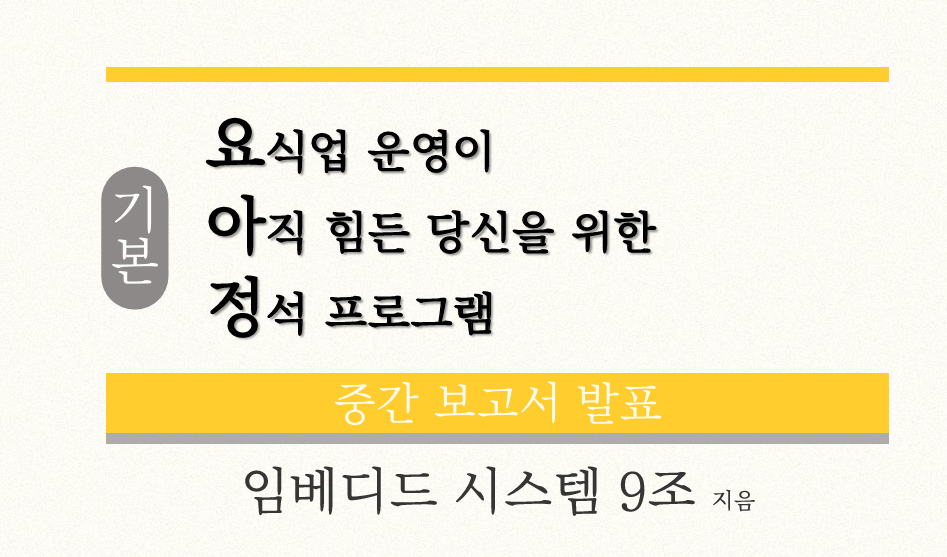 기본
요식업 운영이
아직 힘든 당신을 위한
정석 프로그램
중간 보고서 발표
임베디드 시스템 9조 지음